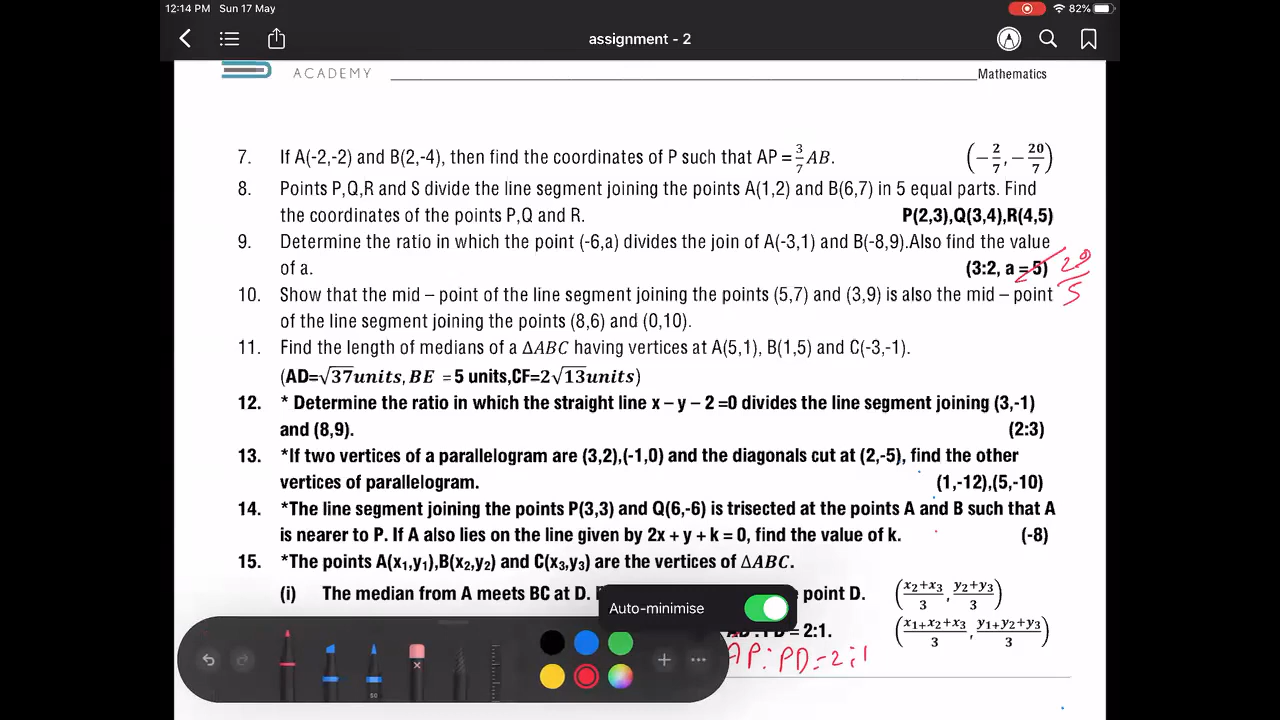 12:14 PM Sun 17 May
82%
assignment - 2
ACADEMY
Mathematics
7. If A(-2,-2) and B(2,-4), then find the coordinates of P such that AP = 3/7 AB. (−2/7, −20/7)
8. Points P,Q,R and S divide the line segment joining the points A(1,2) and B(6,7) in 5 equal parts. Find
the coordinates of the points P,Q and R. P(2,3),Q(3,4),R(4,5)
9. Determine the ratio in which the point (-6,a) divides the join of A(-3,1) and B(-8,9).Also find the value
of a. (3:2, a = 5) 29/5
10. Show that the mid – point of the line segment joining the points (5,7) and (3,9) is also the mid – point
of the line segment joining the points (8,6) and (0,10).
11. Find the length of medians of a ΔABC having vertices at A(5,1), B(1,5) and C(-3,-1).
(AD=√37units, BE = 5 units,CF=2√13units)
12. * Determine the ratio in which the straight line x – y – 2 =0 divides the line segment joining (3,-1)
and (8,9). (2:3)
13. *If two vertices of a parallelogram are (3,2),(-1,0) and the diagonals cut at (2,-5), find the other
vertices of parallelogram. (1,-12),(5,-10)
14. *The line segment joining the points P(3,3) and Q(6,-6) is trisected at the points A and B such that A
is nearer to P. If A also lies on the line given by 2x + y + k = 0, find the value of k. (-8)
15. *The points A(x₁,y₁),B(x₂,y₂) and C(x₃,y₃) are the vertices of ΔABC.
(i) The median from A meets BC at D. point D. (x₂+x₃/3, y₂+y₃/3)
Auto-minimise
: PD = 2:1. (x₁+x₂+x₃/3, y₁+y₂+y₃/3)
AP : PD = 2:1
50